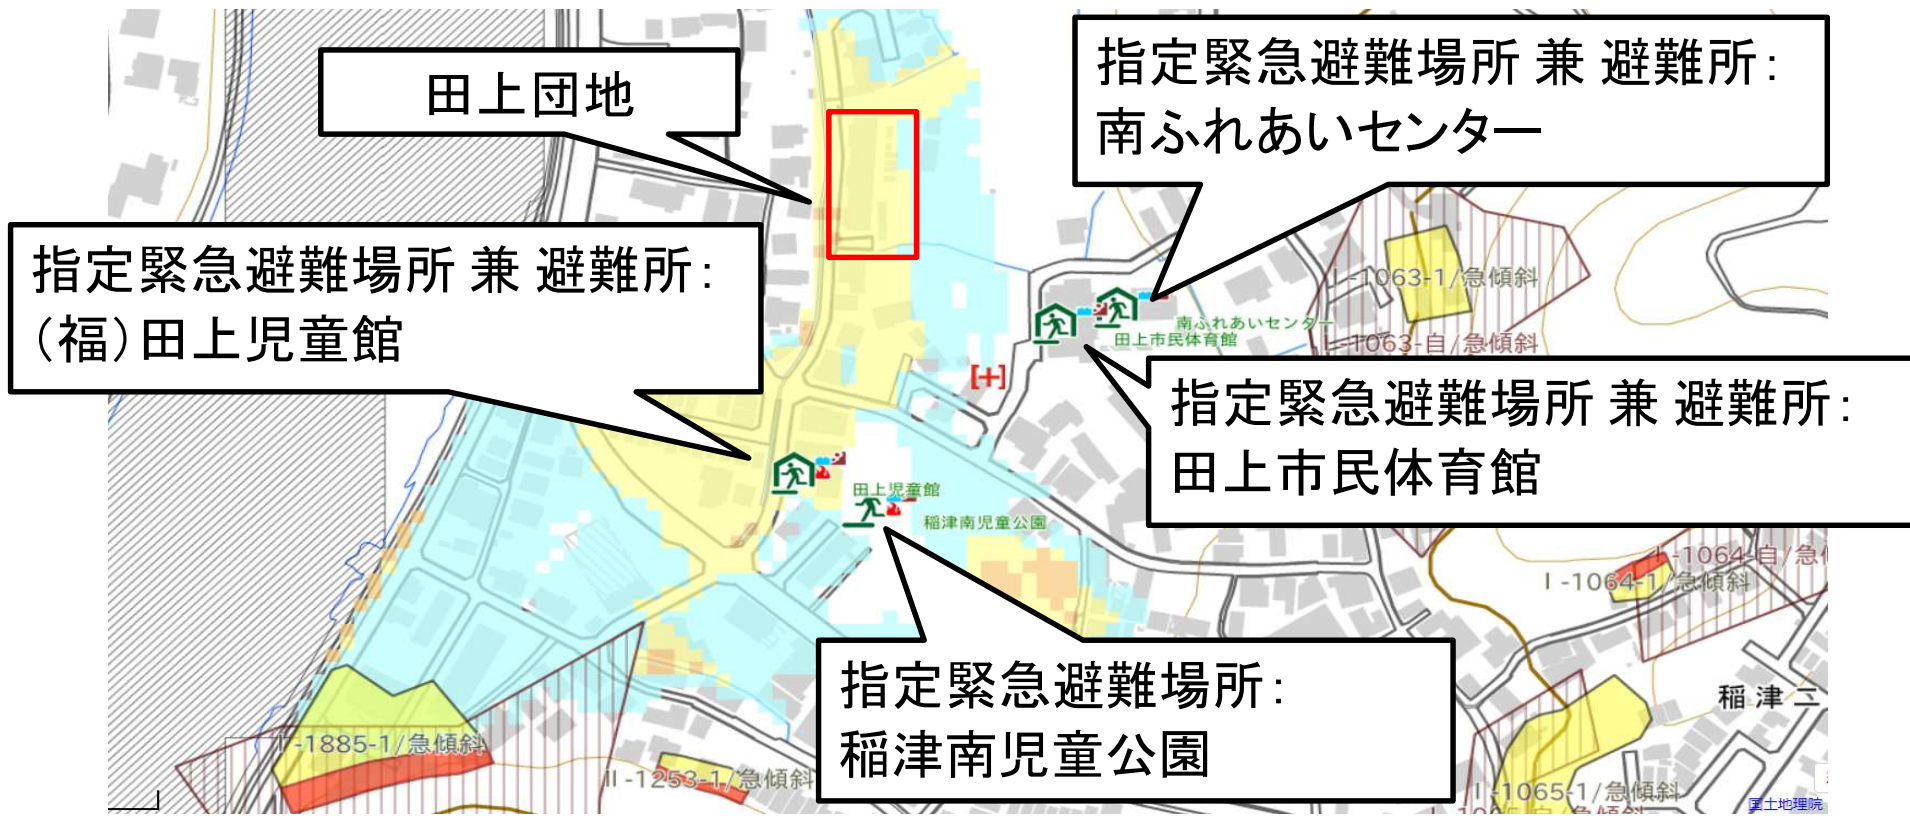 田上団地
指定緊急避難場所 兼 避難所：
南ふれあいセンター
指定緊急避難場所 兼 避難所：
（福）田上児童館
Ⅰ-1063-1/急傾斜
南ふれあいセンター
田上市民体育館
Ⅰ-1063-自/急傾斜
指定緊急避難場所 兼 避難所：
田上市民体育館
田上児童館
稲津南児童公園
Ⅰ-1064-自/急傾
Ⅰ-1064-1/急傾斜
指定緊急避難場所：
稲津南児童公園
稲津二
Ⅰ-1885-1/急傾斜
Ⅱ-1253-1/急傾斜
Ⅰ-1065-1/急傾斜
国土地理院